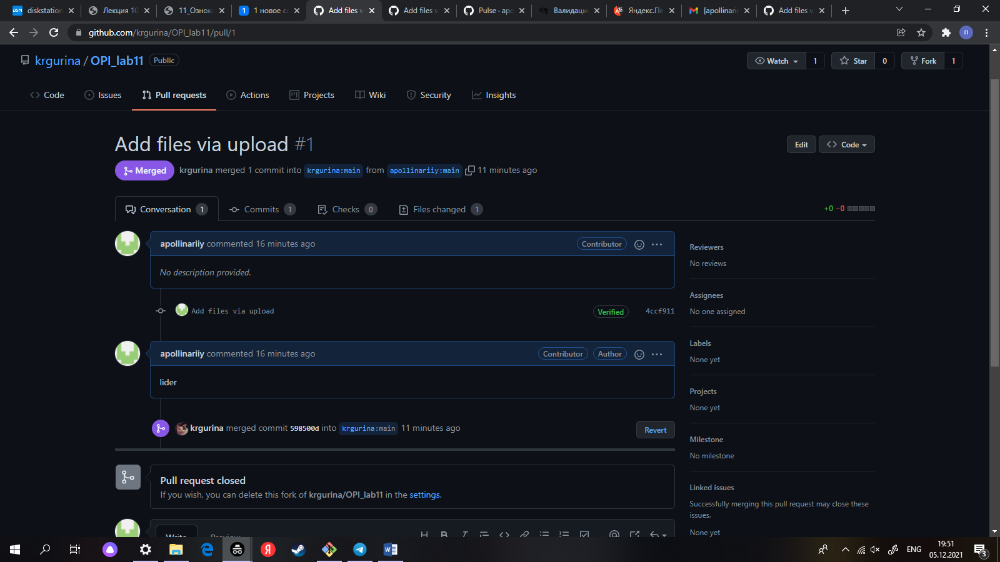 diskstation
Лекция 10
11_Озноко
1 новое со
Add files v
Add files v
Pulse · apo
Валидаци
Яндекс.Пе
[apollinarii
Add files v
github.com/krgurina/OPI_lab11/pull/1
krgurina / OPI_lab11 Public
Watch 1 Star 0 Fork 1
Code Issues Pull requests Actions Projects Wiki Security Insights
Add files via upload #1
Edit Code
Merged krgurina merged 1 commit into krgurina:main from apollinariiy:main 11 minutes ago
Conversation 1 Commits 1 Checks 0 Files changed 1 +0 −0
apollinariiy commented 16 minutes ago Contributor
No description provided.
Add files via upload Verified 4ccf911
apollinariiy commented 16 minutes ago Contributor Author
lider
krgurina merged commit 598500d into krgurina:main 11 minutes ago Revert
Pull request closed
If you wish, you can delete this fork of krgurina/OPI_lab11 in the settings.
Write Preview
Reviewers
No reviews
Assignees
No one assigned
Labels
None yet
Projects
None yet
Milestone
No milestone
Linked issues
Successfully merging this pull request may close these
issues.
None yet
ENG
19:51
05.12.2021
3